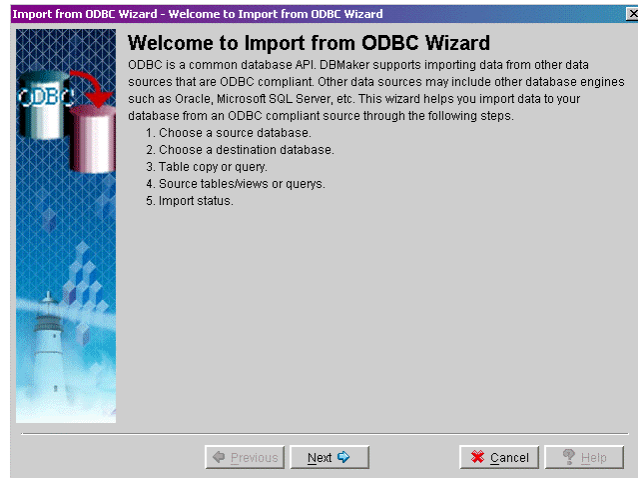 Import from ODBC Wizard - Welcome to Import from ODBC Wizard
Welcome to Import from ODBC Wizard
ODBC is a common database API. DBMaker supports importing data from other data
sources that are ODBC compliant. Other data sources may include other database engines
such as Oracle, Microsoft SQL Server, etc. This wizard helps you import data to your
database from an ODBC compliant source through the following steps.
1. Choose a source database.
2. Choose a destination database.
3. Table copy or query.
4. Source tables/views or querys.
5. Import status.
ODBC
Previous Next Cancel Help